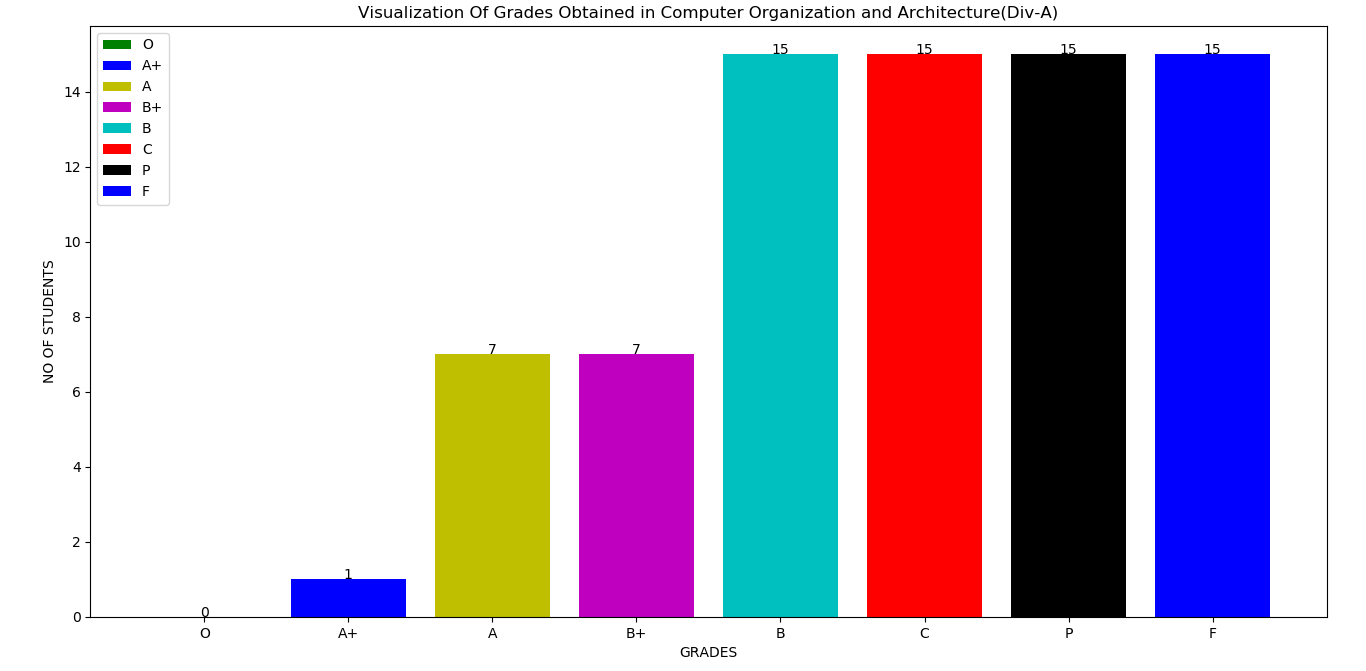 Visualization Of Grades Obtained in Computer Organization and Architecture(Div-A)
O
A+
A
B+
B
C
P
F
NO OF STUDENTS
14
12
10
8
6
4
2
0
0
1
7
7
15
15
15
15
O A+ A B+ B C P F
GRADES